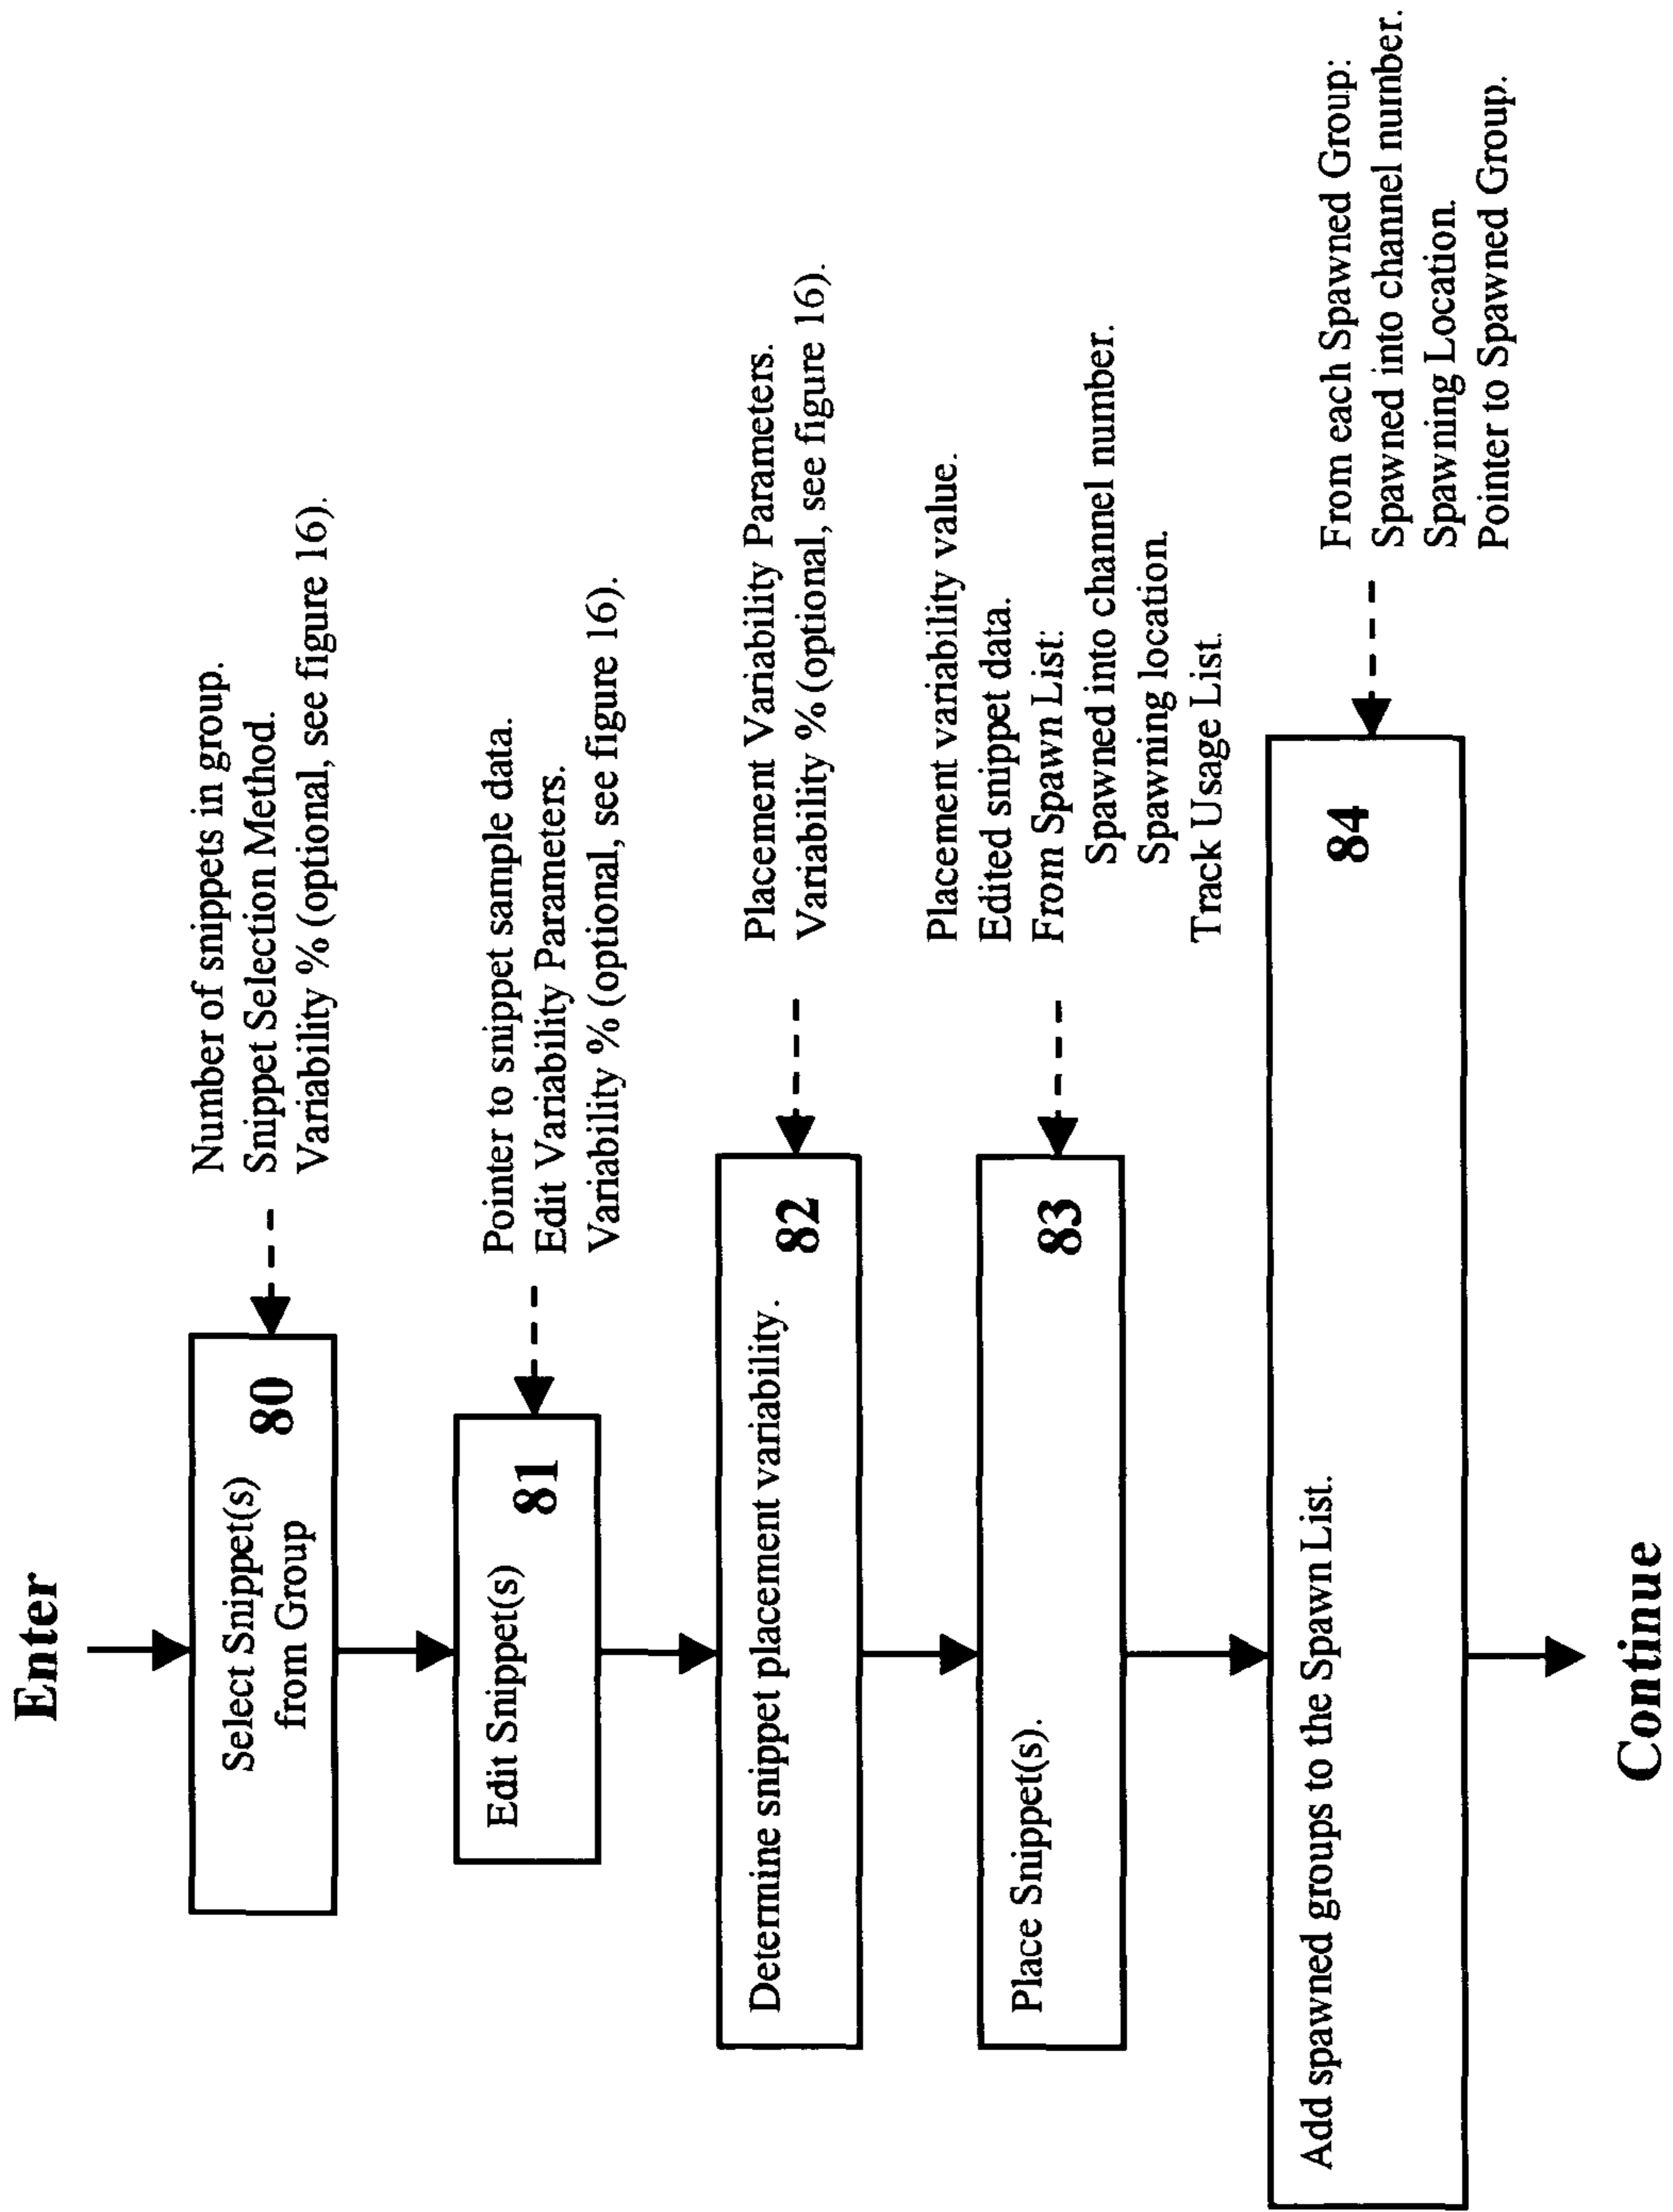 Enter
Select Snippet(s)
from Group
80
Number of snippets in group.
Snippet Selection Method.
Variability % (optional, see figure 16).
Edit Snippet(s)
81
Pointer to snippet sample data.
Edit Variability Parameters.
Variability % (optional, see figure 16).
Determine snippet placement variability.
82
Placement Variability Parameters.
Variability % (optional, see figure 16).
Place Snippet(s).
83
Placement variability value.
Edited snippet data.
From Spawn List:
Spawned into channel number.
Spawning location.
Track Usage List.
Add spawned groups to the Spawn List.
84
From each Spawned Group:
Spawned into channel number.
Spawning Location.
Pointer to Spawned Group.
Continue